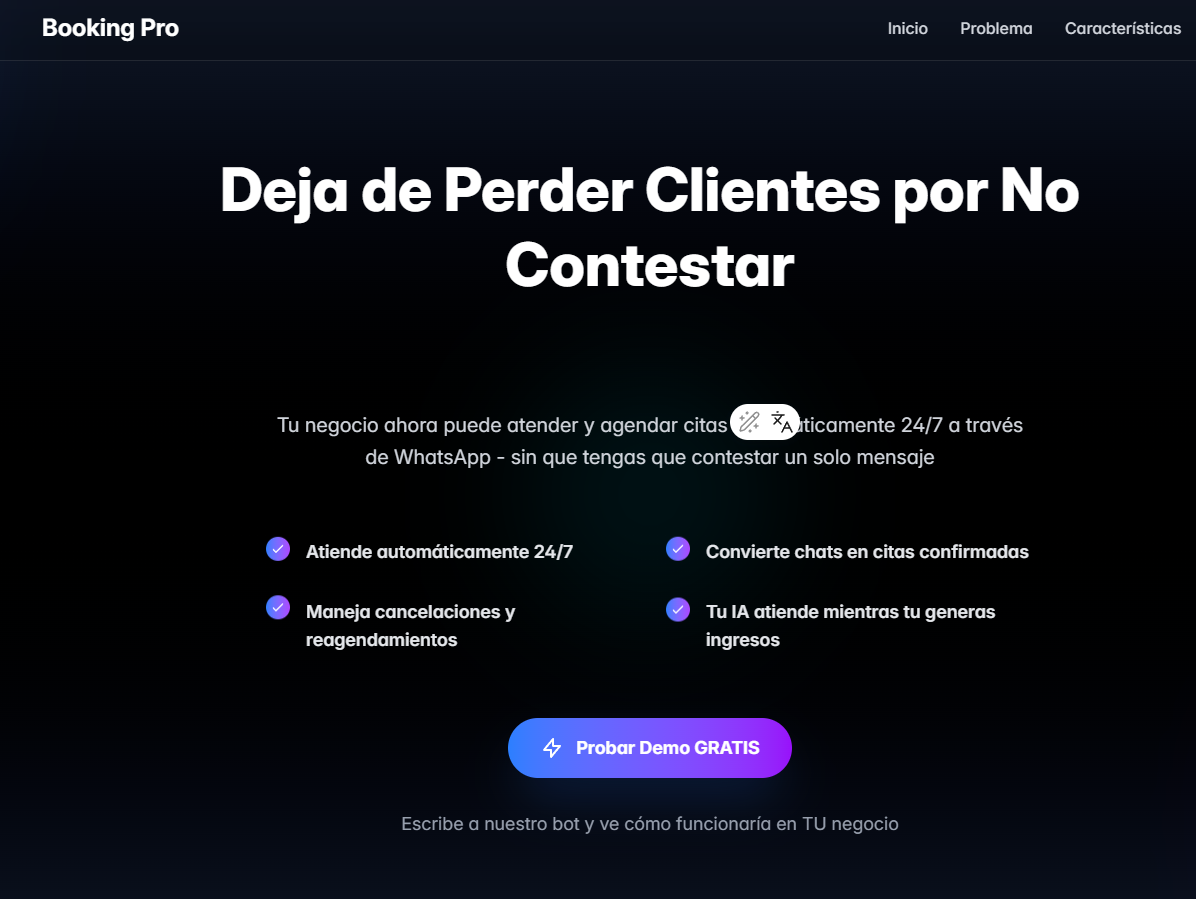 Booking Pro
Inicio
Problema
Características
Deja de Perder Clientes por No
Contestar
Tu negocio ahora puede atender y agendar citas ticamente 24/7 a través
de WhatsApp - sin que tengas que contestar un solo mensaje
Atiende automáticamente 24/7
Convierte chats en citas confirmadas
Maneja cancelaciones y
reagendamientos
Tu IA atiende mientras tu generas
ingresos
Probar Demo GRATIS
Escribe a nuestro bot y ve cómo funcionaría en TU negocio